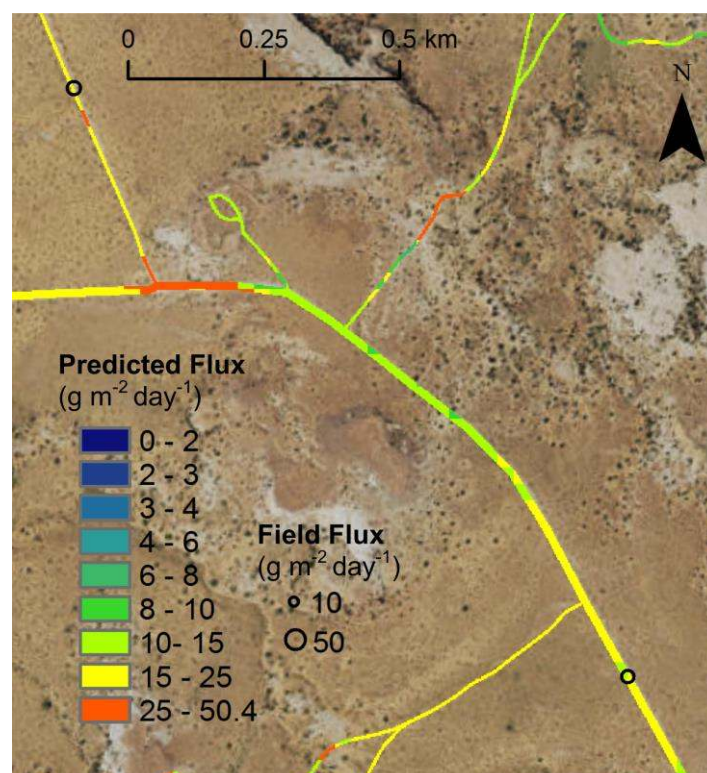 0 0.25 0.5 km
N
Predicted Flux
(g m⁻² day⁻¹)
0 - 2
2 - 3
3 - 4
4 - 6
6 - 8
8 - 10
10- 15
15 - 25
25 - 50.4
Field Flux
(g m⁻² day⁻¹)
10
50